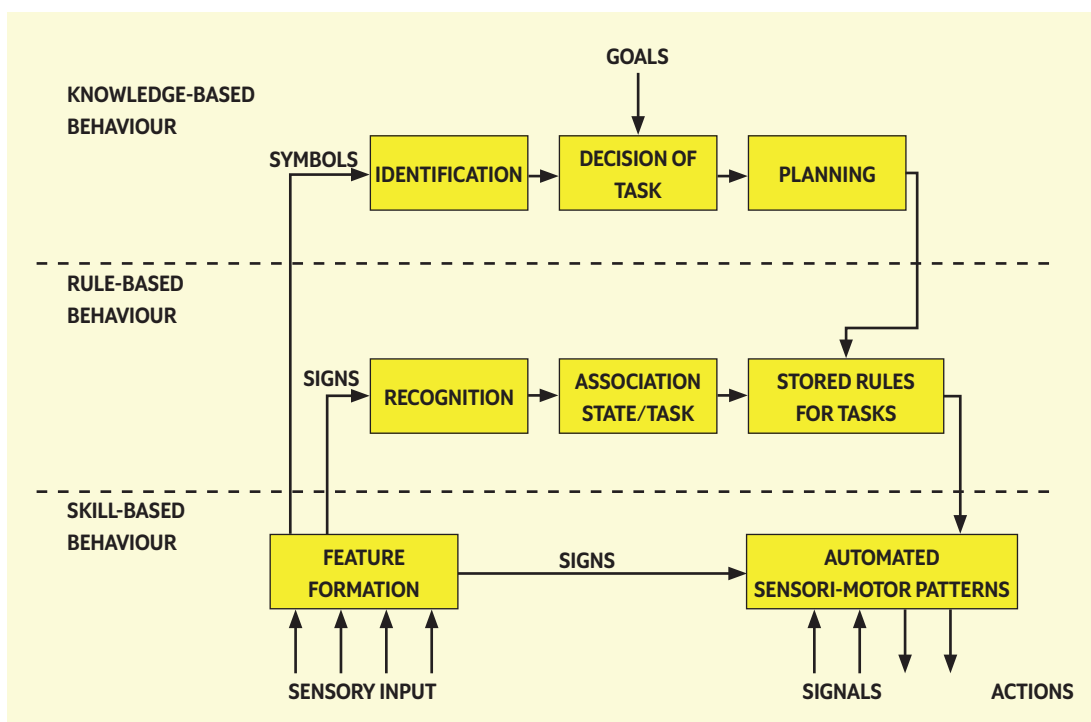 GOALS
KNOWLEDGE-BASED
BEHAVIOUR
SYMBOLS
IDENTIFICATION
DECISION OF
TASK
PLANNING
RULE-BASED
BEHAVIOUR
SIGNS
RECOGNITION
ASSOCIATION
STATE/TASK
STORED RULES
FOR TASKS
SKILL-BASED
BEHAVIOUR
FEATURE
FORMATION
SIGNS
AUTOMATED
SENSORI-MOTOR PATTERNS
SENSORY INPUT
SIGNALS
ACTIONS